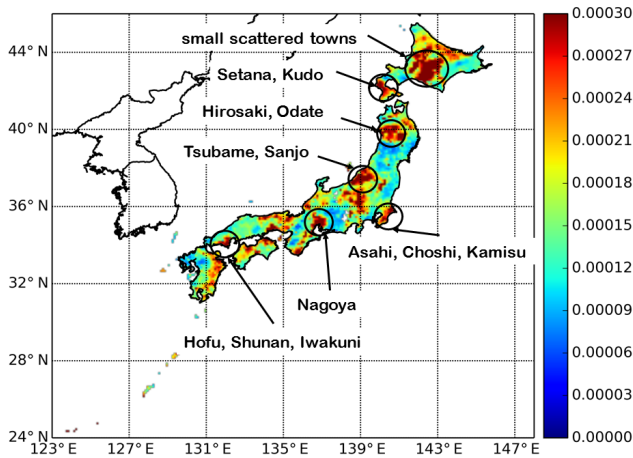 small scattered towns
Setana, Kudo
Hirosaki, Odate
Tsubame, Sanjo
Asahi, Choshi, Kamisu
Nagoya
Hofu, Shunan, Iwakuni
44° N
40° N
36° N
32° N
28° N
24° N
123° E
127° E
131° E
135° E
139° E
143° E
147° E
0.00030
0.00027
0.00024
0.00021
0.00018
0.00015
0.00012
0.00009
0.00006
0.00003
0.00000